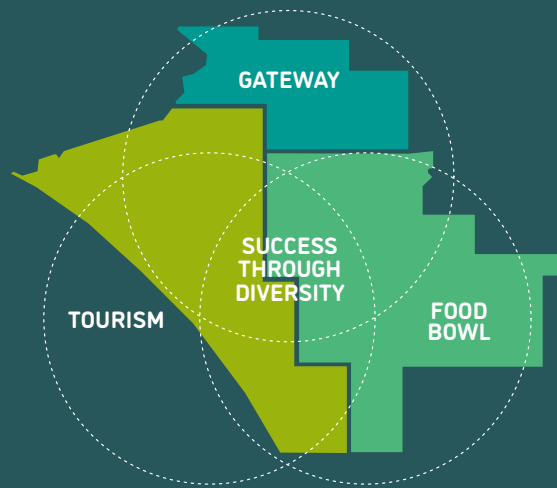 GATEWAY
SUCCESS
THROUGH
DIVERSITY
TOURISM
FOOD
BOWL